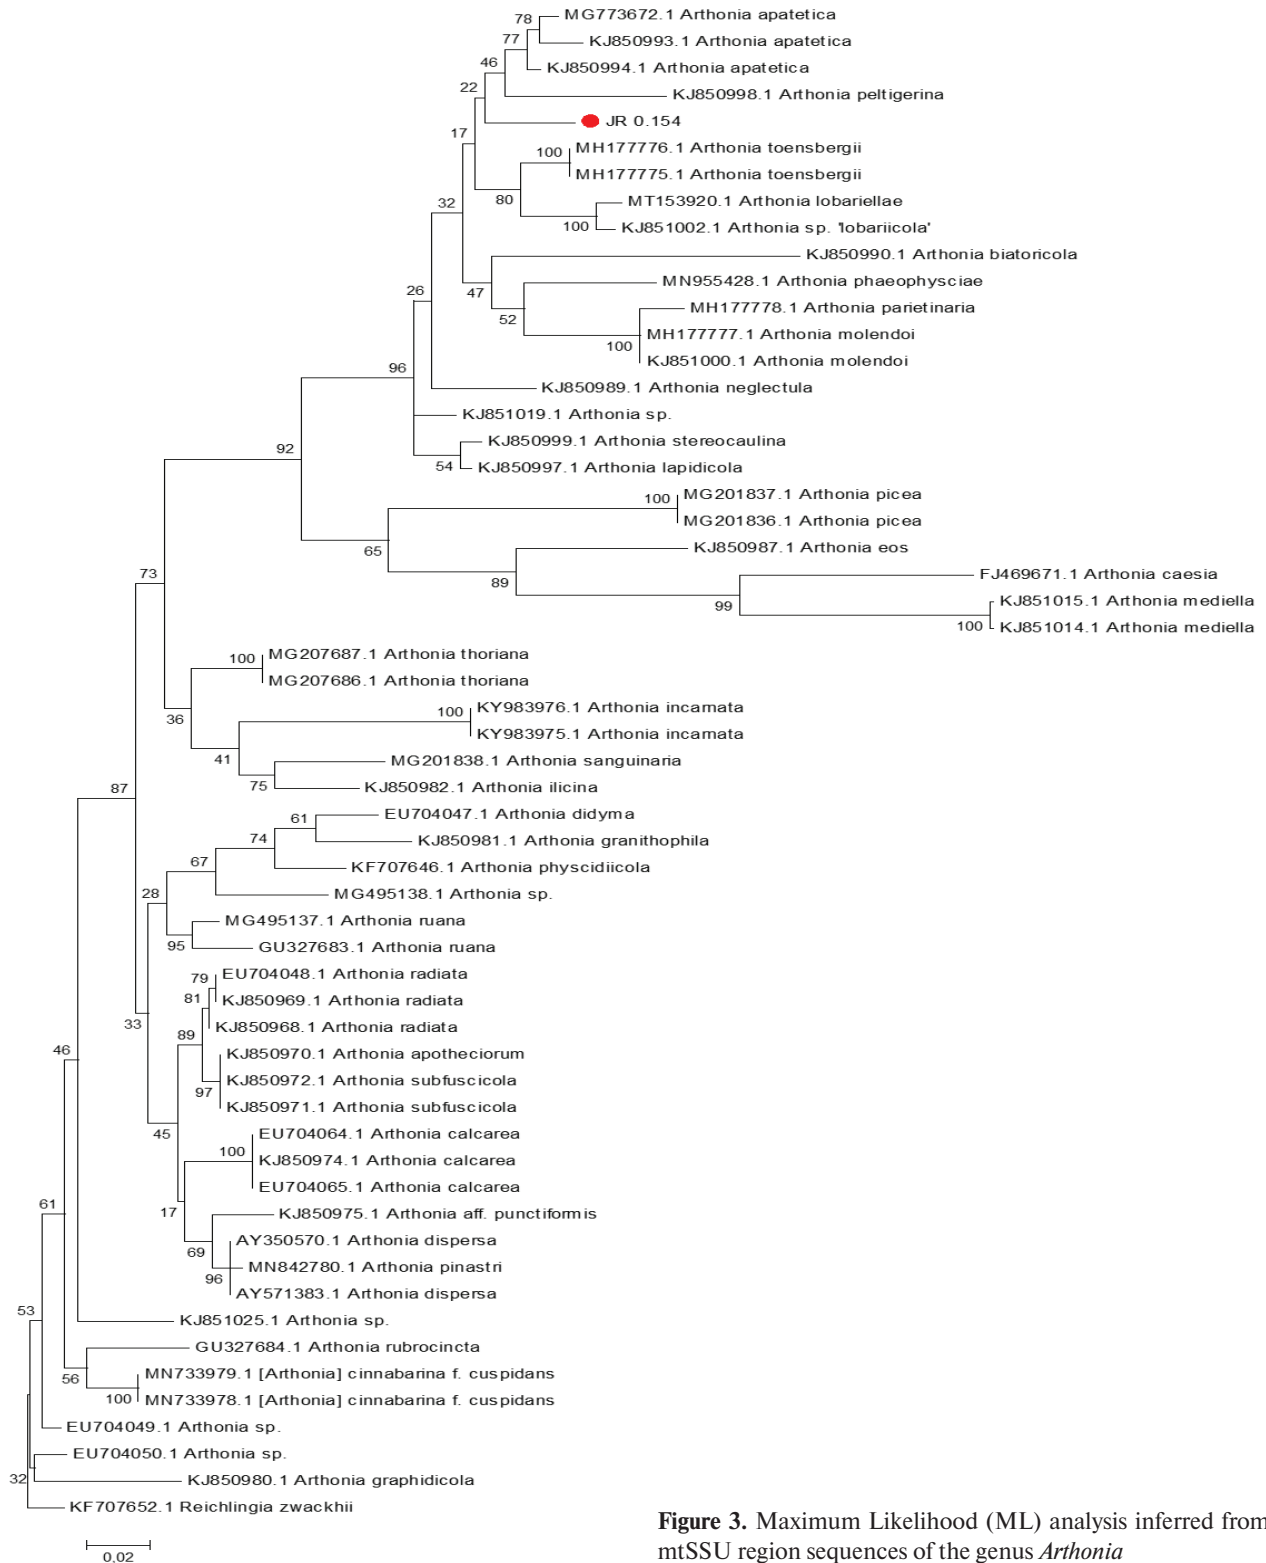 78 MG773672.1 Arthonia apatetica
77 KJ850993.1 Arthonia apatetica
46 KJ850994.1 Arthonia apatetica
22 KJ850998.1 Arthonia peltigerina
JR 0.154
17
100 MH177776.1 Arthonia toensbergii
MH177775.1 Arthonia toensbergii
80 MT153920.1 Arthonia lobariellae
32
100 KJ851002.1 Arthonia sp. 'lobariicola'
KJ850990.1 Arthonia biatoricola
MN955428.1 Arthonia phaeophysciae
26 47
MH177778.1 Arthonia parietinaria
52
MH177777.1 Arthonia molendoi
100
KJ851000.1 Arthonia molendoi
96
KJ850989.1 Arthonia neglectula
KJ851019.1 Arthonia sp.
KJ850999.1 Arthonia stereocaulina
92
54 KJ850997.1 Arthonia lapidicola
100 MG201837.1 Arthonia picea
MG201836.1 Arthonia picea
65 KJ850987.1 Arthonia eos
73 FJ469671.1 Arthonia caesia
89
99 KJ851015.1 Arthonia mediella
100 KJ851014.1 Arthonia mediella
100 MG207687.1 Arthonia thoriana
MG207686.1 Arthonia thoriana
36 100 KY983976.1 Arthonia incarnata
KY983975.1 Arthonia incarnata
41 MG201838.1 Arthonia sanguinaria
87 75 KJ850982.1 Arthonia ilicina
61 EU704047.1 Arthonia didyma
74 KJ850981.1 Arthonia granithophila
67 KF707646.1 Arthonia physcidiicola
28 MG495138.1 Arthonia sp.
MG495137.1 Arthonia ruana
95 GU327683.1 Arthonia ruana
79 EU704048.1 Arthonia radiata
81 KJ850969.1 Arthonia radiata
33 89 KJ850968.1 Arthonia radiata
46 KJ850970.1 Arthonia apotheciorum
97 KJ850972.1 Arthonia subfuscicola
KJ850971.1 Arthonia subfuscicola
45 EU704064.1 Arthonia calcarea
100 KJ850974.1 Arthonia calcarea
EU704065.1 Arthonia calcarea
61 17 KJ850975.1 Arthonia aff. punctiformis
69 AY350570.1 Arthonia dispersa
96 MN842780.1 Arthonia pinastri
AY571383.1 Arthonia dispersa
53 KJ851025.1 Arthonia sp.
GU327684.1 Arthonia rubrocincta
56 MN733979.1 [Arthonia] cinnabarina f. cuspidans
100 MN733978.1 [Arthonia] cinnabarina f. cuspidans
EU704049.1 Arthonia sp.
EU704050.1 Arthonia sp.
32 KJ850980.1 Arthonia graphidicola
KF707652.1 Reichlingia zwackhii
0,02
Figure 3. Maximum Likelihood (ML) analysis inferred from
mtSSU region sequences of the genus Arthonia